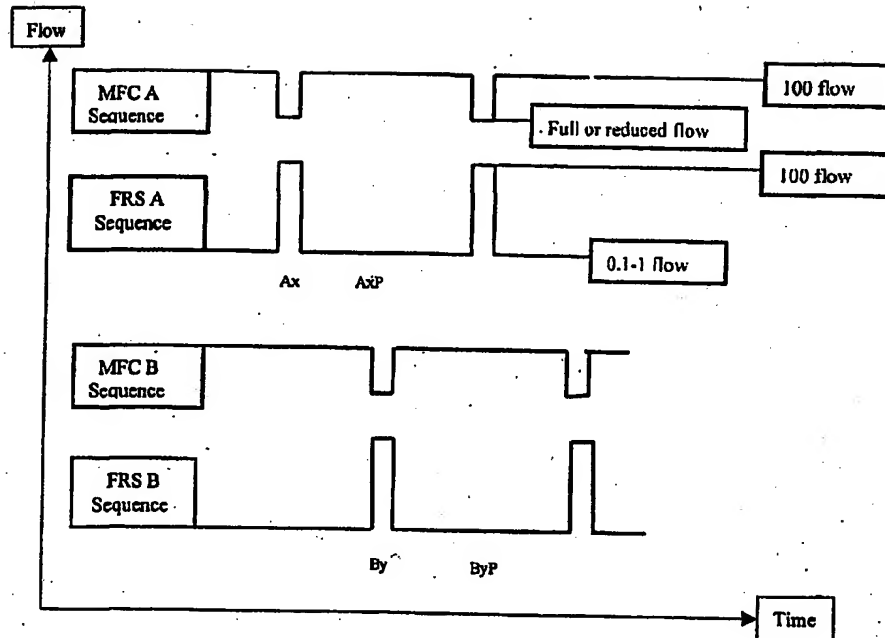 Flow
MFC A
Sequence
100 flow
Full or reduced flow
100 flow
FRS A
Sequence
0.1-1 flow
Ax AxP
MFC B
Sequence
FRS B
Sequence
By ByP
Time